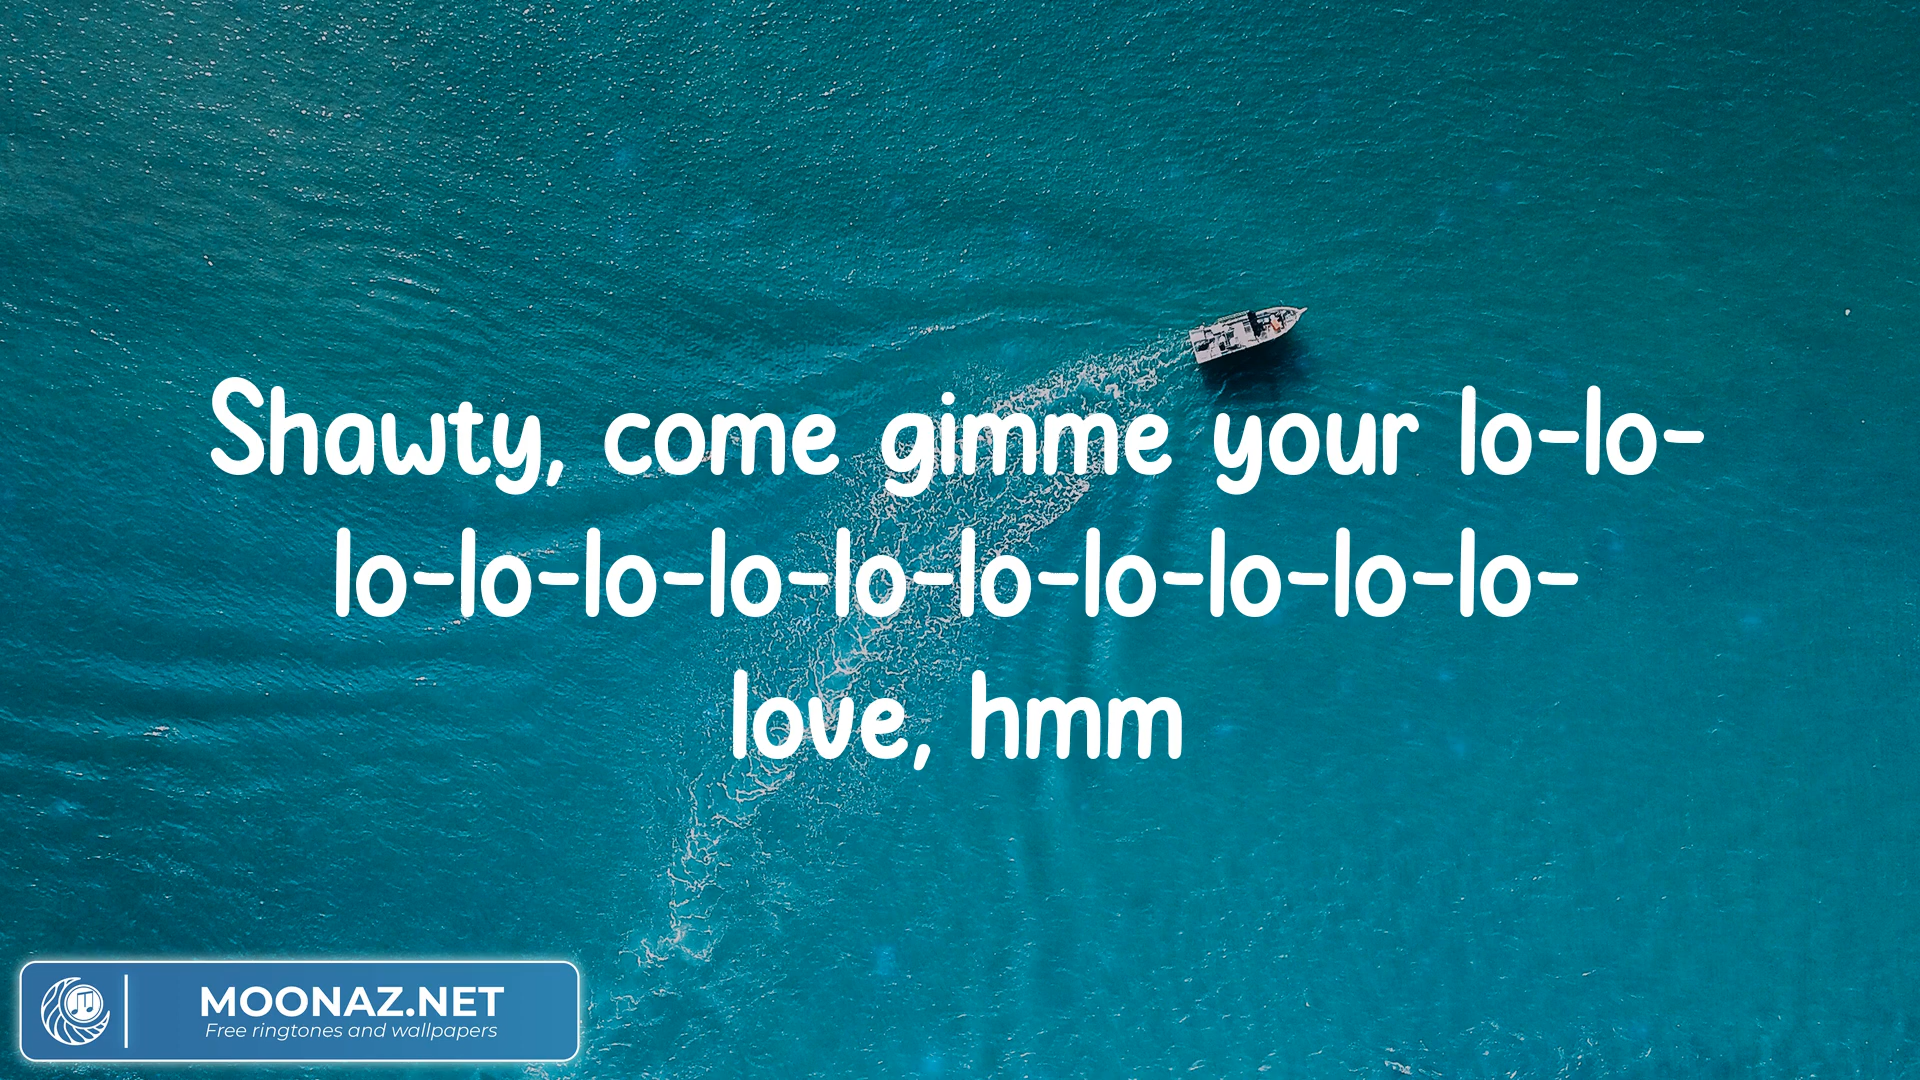 Shawty, come gimme your lo-lo-
lo-lo-lo-lo-lo-lo-lo-lo-lo-lo-
love, hmm
MOONAZ.NET
Free ringtones and wallpapers